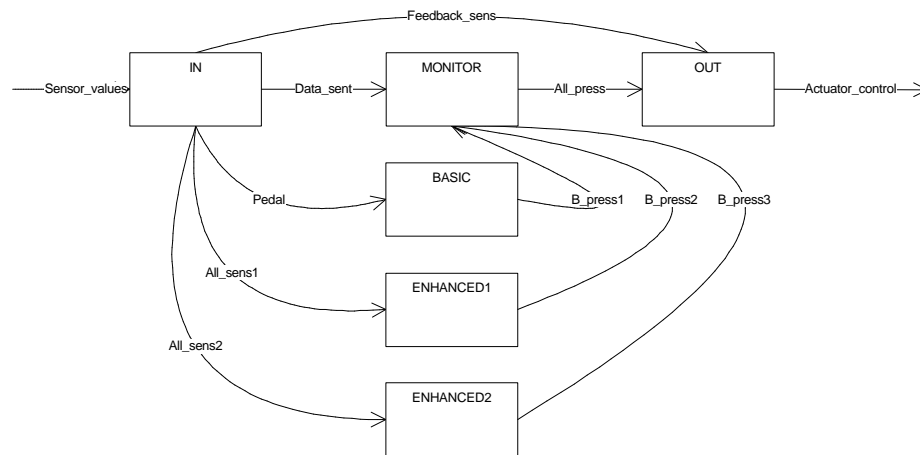 Feedback_sens
IN
MONITOR
OUT
Sensor_values
Data_sent
All_press
Actuator_control
BASIC
Pedal
B_press1
B_press2
B_press3
All_sens1
ENHANCED1
All_sens2
ENHANCED2